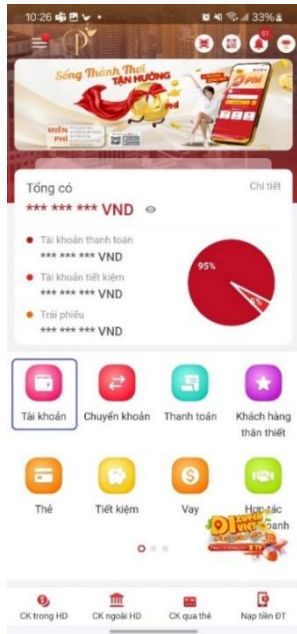 10:26
33%
Sống Thảnh Thơi
TẬN HƯỞNG
MIỄN
PHÍ
Tổng có
Chi tiết
*** *** *** VND
Tài khoản thanh toán
*** *** *** VND
Tài khoản tiết kiệm
*** *** *** VND
Trái phiếu
*** *** *** VND
95%
Tài khoản
Chuyển khoản
Thanh toán
Khách hàng
thân thiết
Thẻ
Tiết kiệm
Vay
Hợp tác
CK trong HD
CK ngoài HD
CK qua thẻ
Nạp tiền ĐT